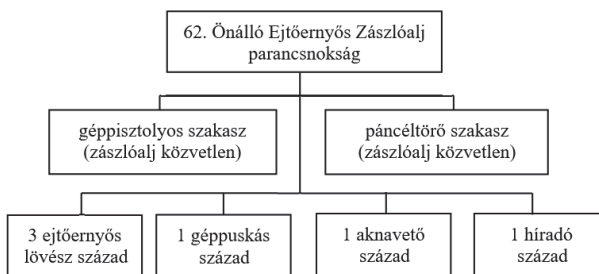 62. Önálló Ejtőernyős Zászlóalj
parancsnokság
géppisztolyos szakasz
(zászlóalj közvetlen)
páncéltörő szakasz
(zászlóalj közvetlen)
3 ejtőernyős
lövész század
1 géppuskás
század
1 aknavető
század
1 híradó
század